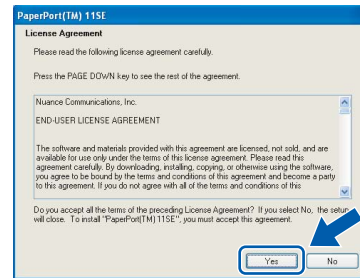 PaperPort(TM) 11SE
License Agreement
Please read the following license agreement carefully.
Press the PAGE DOWN key to see the rest of the agreement.
Nuance Communications, Inc.
END-USER LICENSE AGREEMENT
The software and materials provided with this agreement are licensed, not sold, and are
available for use only under the terms of this license agreement. Please read this
agreement carefully. By downloading, installing, copying, or otherwise using the software,
you agree to be bound by the terms and conditions of this agreement and become a party
to this agreement. If you do not agree with all of the terms and conditions of this
Do you accept all the terms of the preceding License Agreement? If you select No, the setup
will close. To install "PaperPort(TM) 11SE", you must accept this agreement.
Yes
No